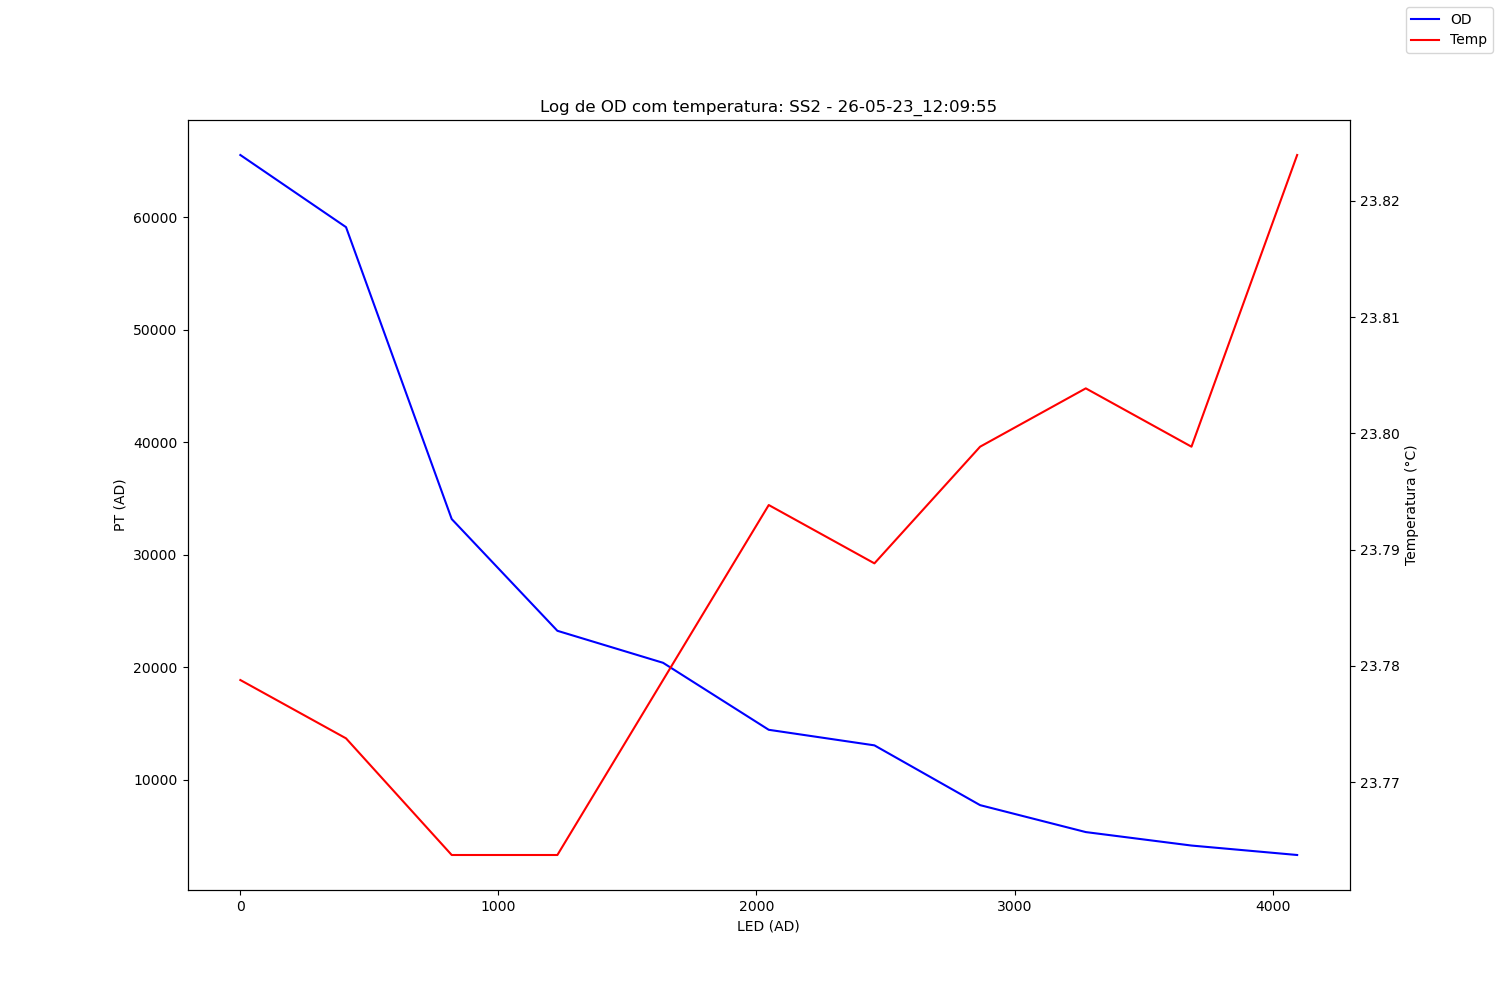 OD
Temp
Log de OD com temperatura: SS2 - 26-05-23_12:09:55
60000
50000
40000
30000
20000
10000
PT (AD)
23.82
23.81
23.80
23.79
23.78
23.77
Temperatura (°C)
0
1000
2000
3000
4000
LED (AD)